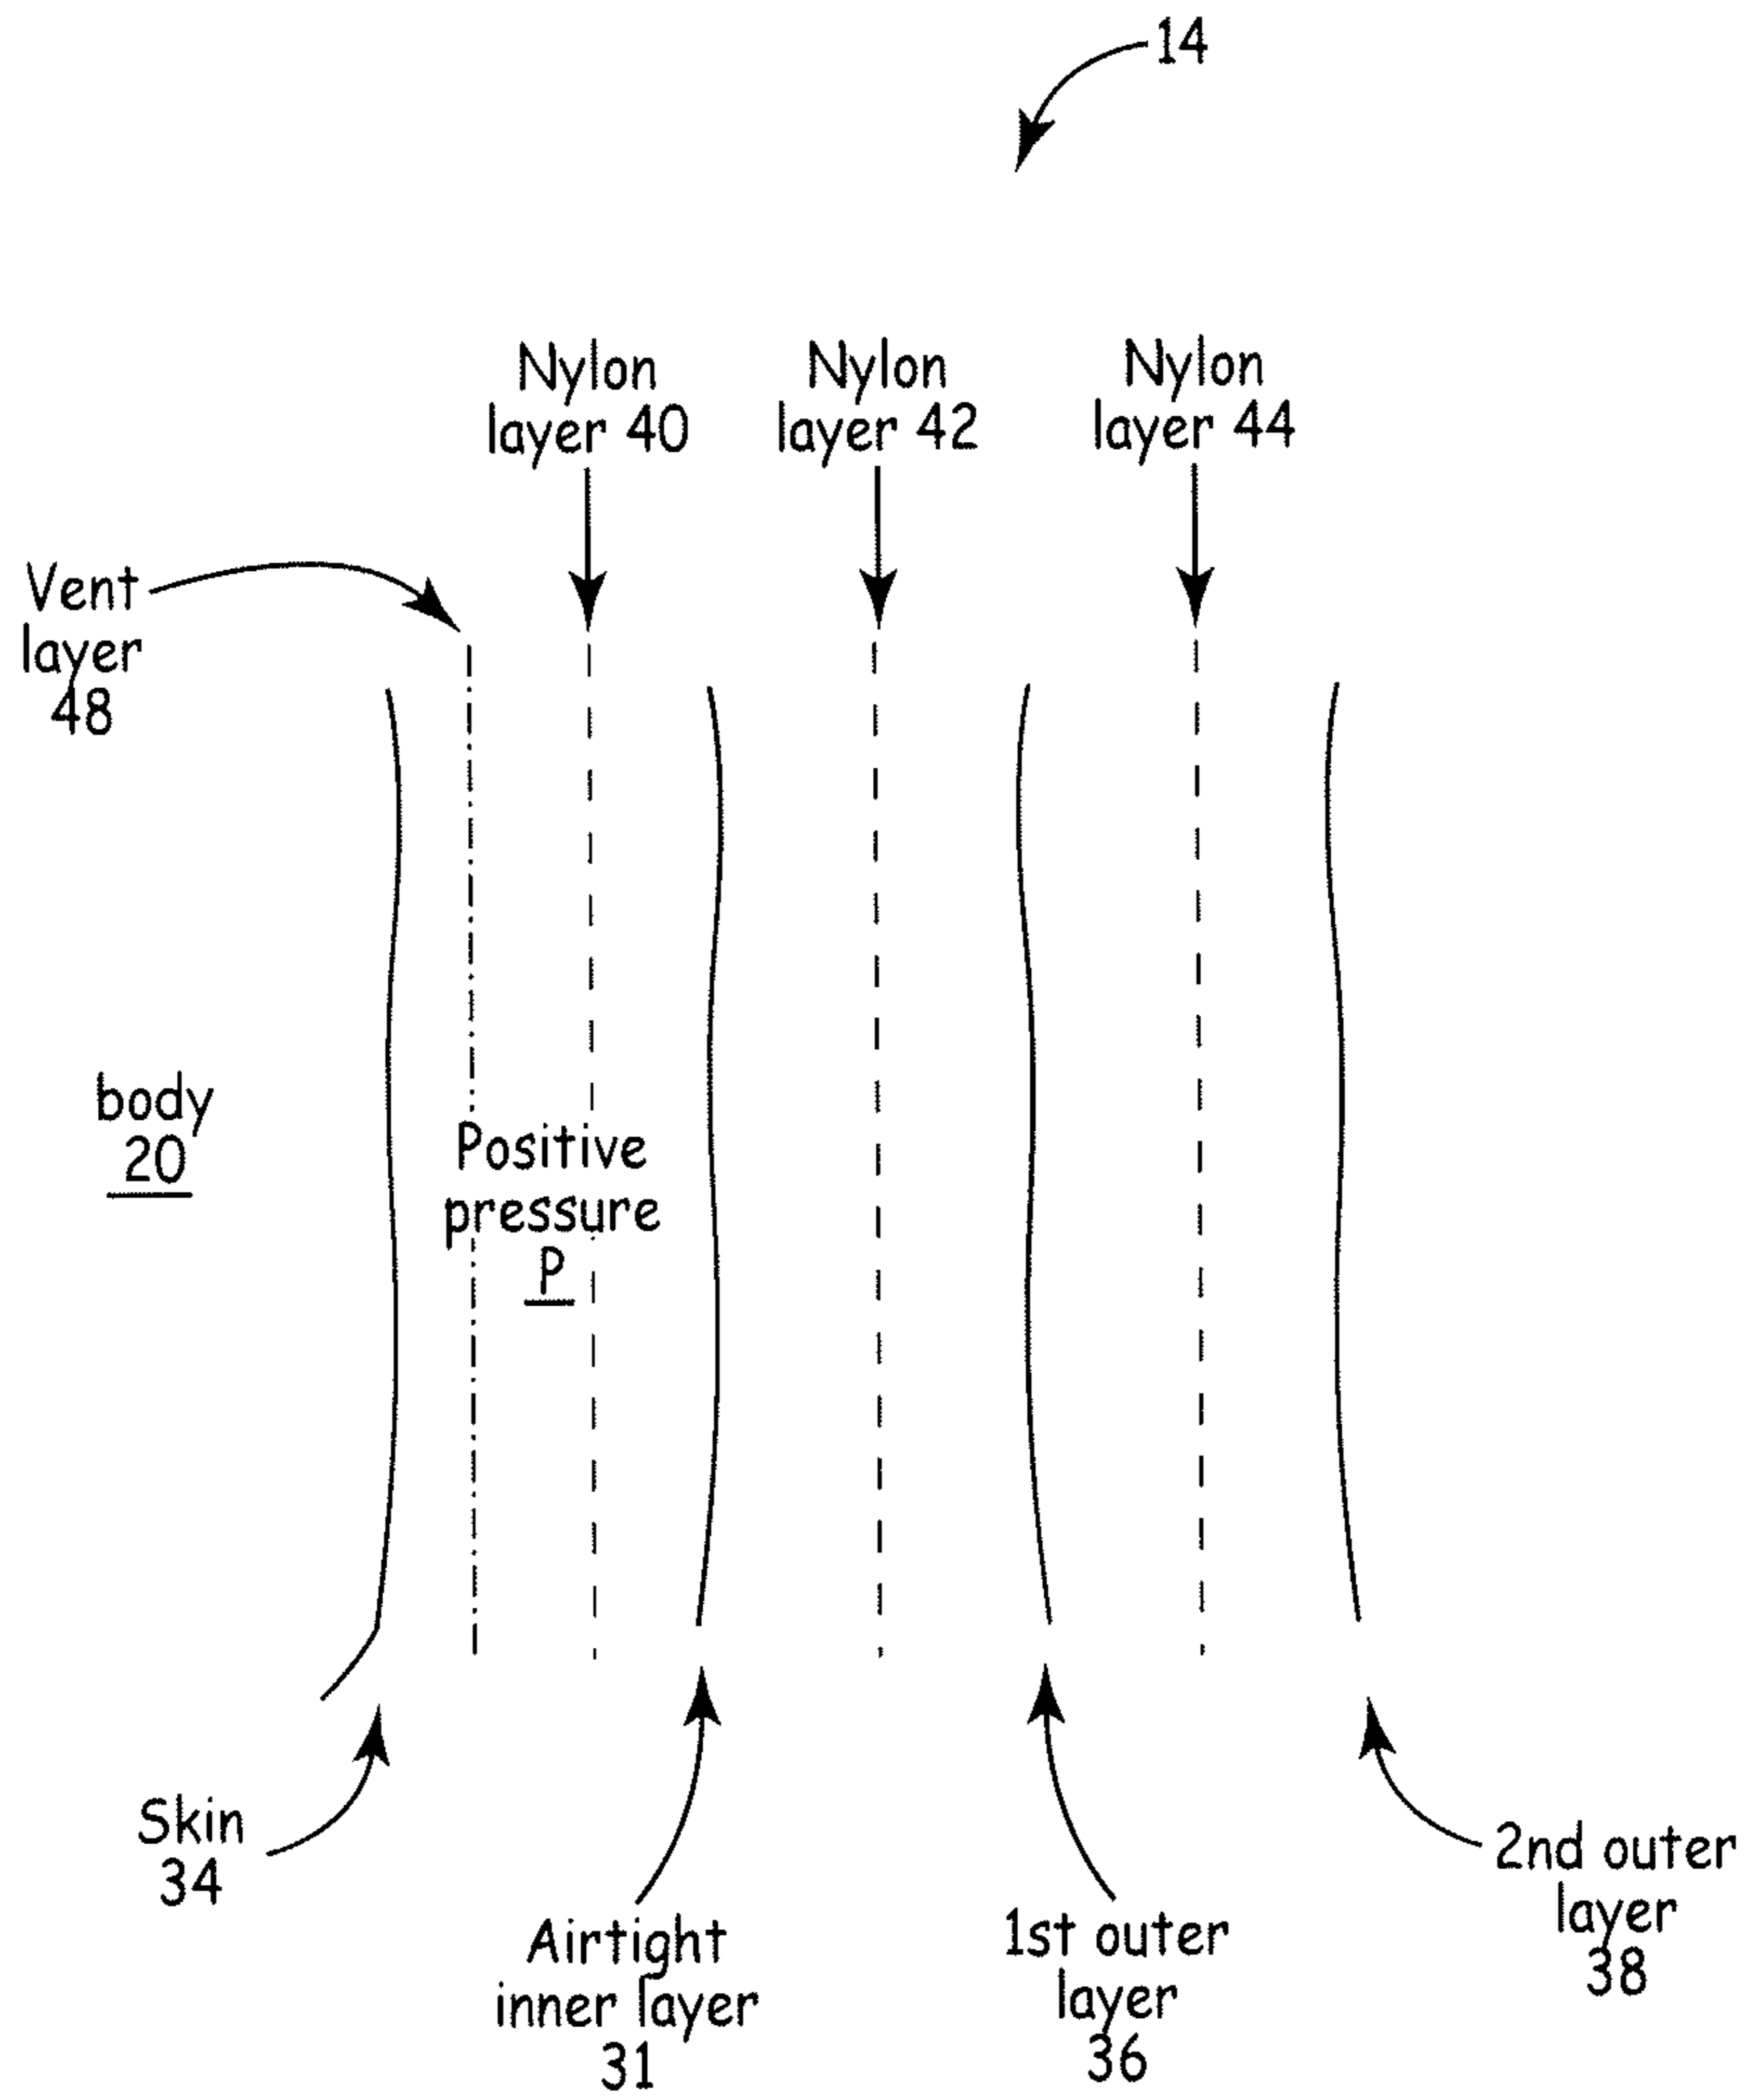 14
Nylon
layer 40
Nylon
layer 42
Nylon
layer 44
Vent
layer
48
body
20
Positive
pressure
P
Skin
34
Airtight
inner layer
31
1st outer
layer
36
2nd outer
layer
38